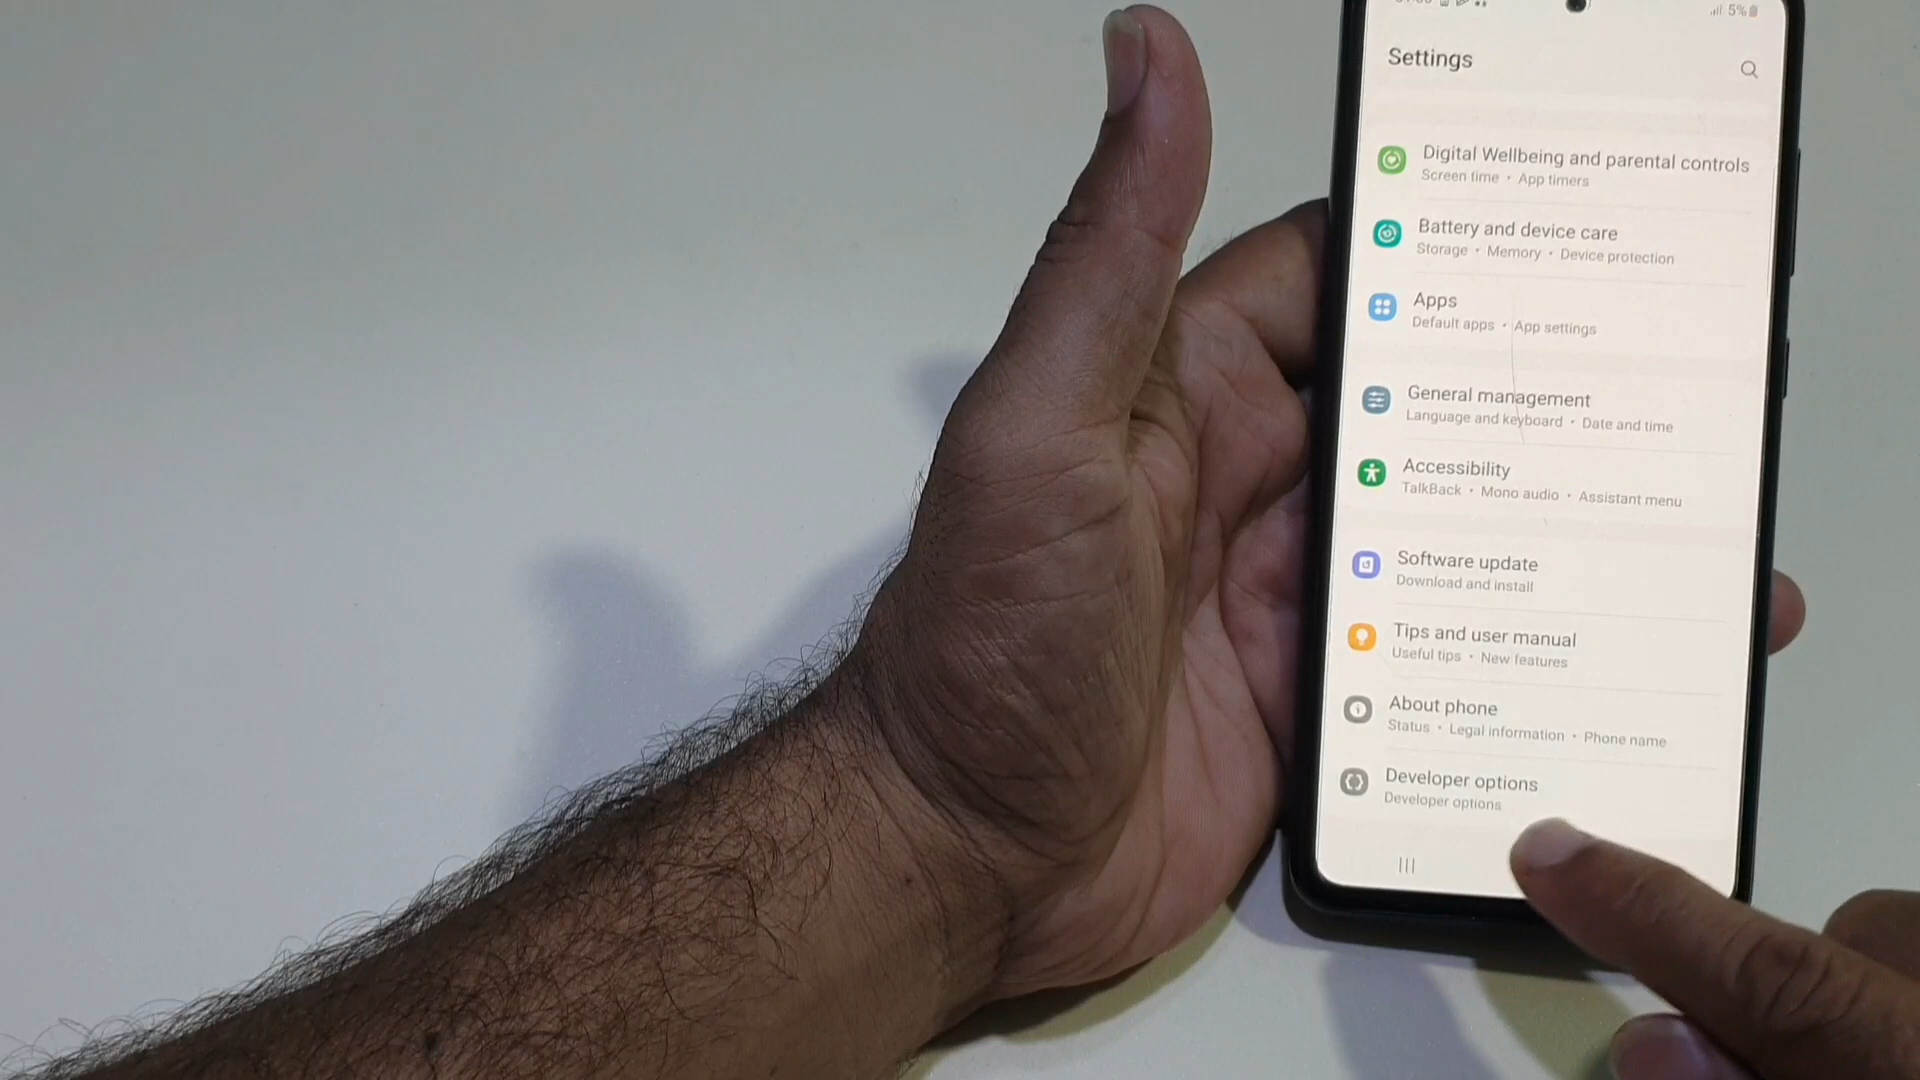 5%
Settings
Digital Wellbeing and parental controls
Screen time • App timers
Battery and device care
Storage • Memory • Device protection
Apps
Default apps • App settings
General management
Language and keyboard • Date and time
Accessibility
TalkBack • Mono audio • Assistant menu
Software update
Download and install
Tips and user manual
Useful tips • New features
About phone
Status • Legal information • Phone name
Developer options
Developer options